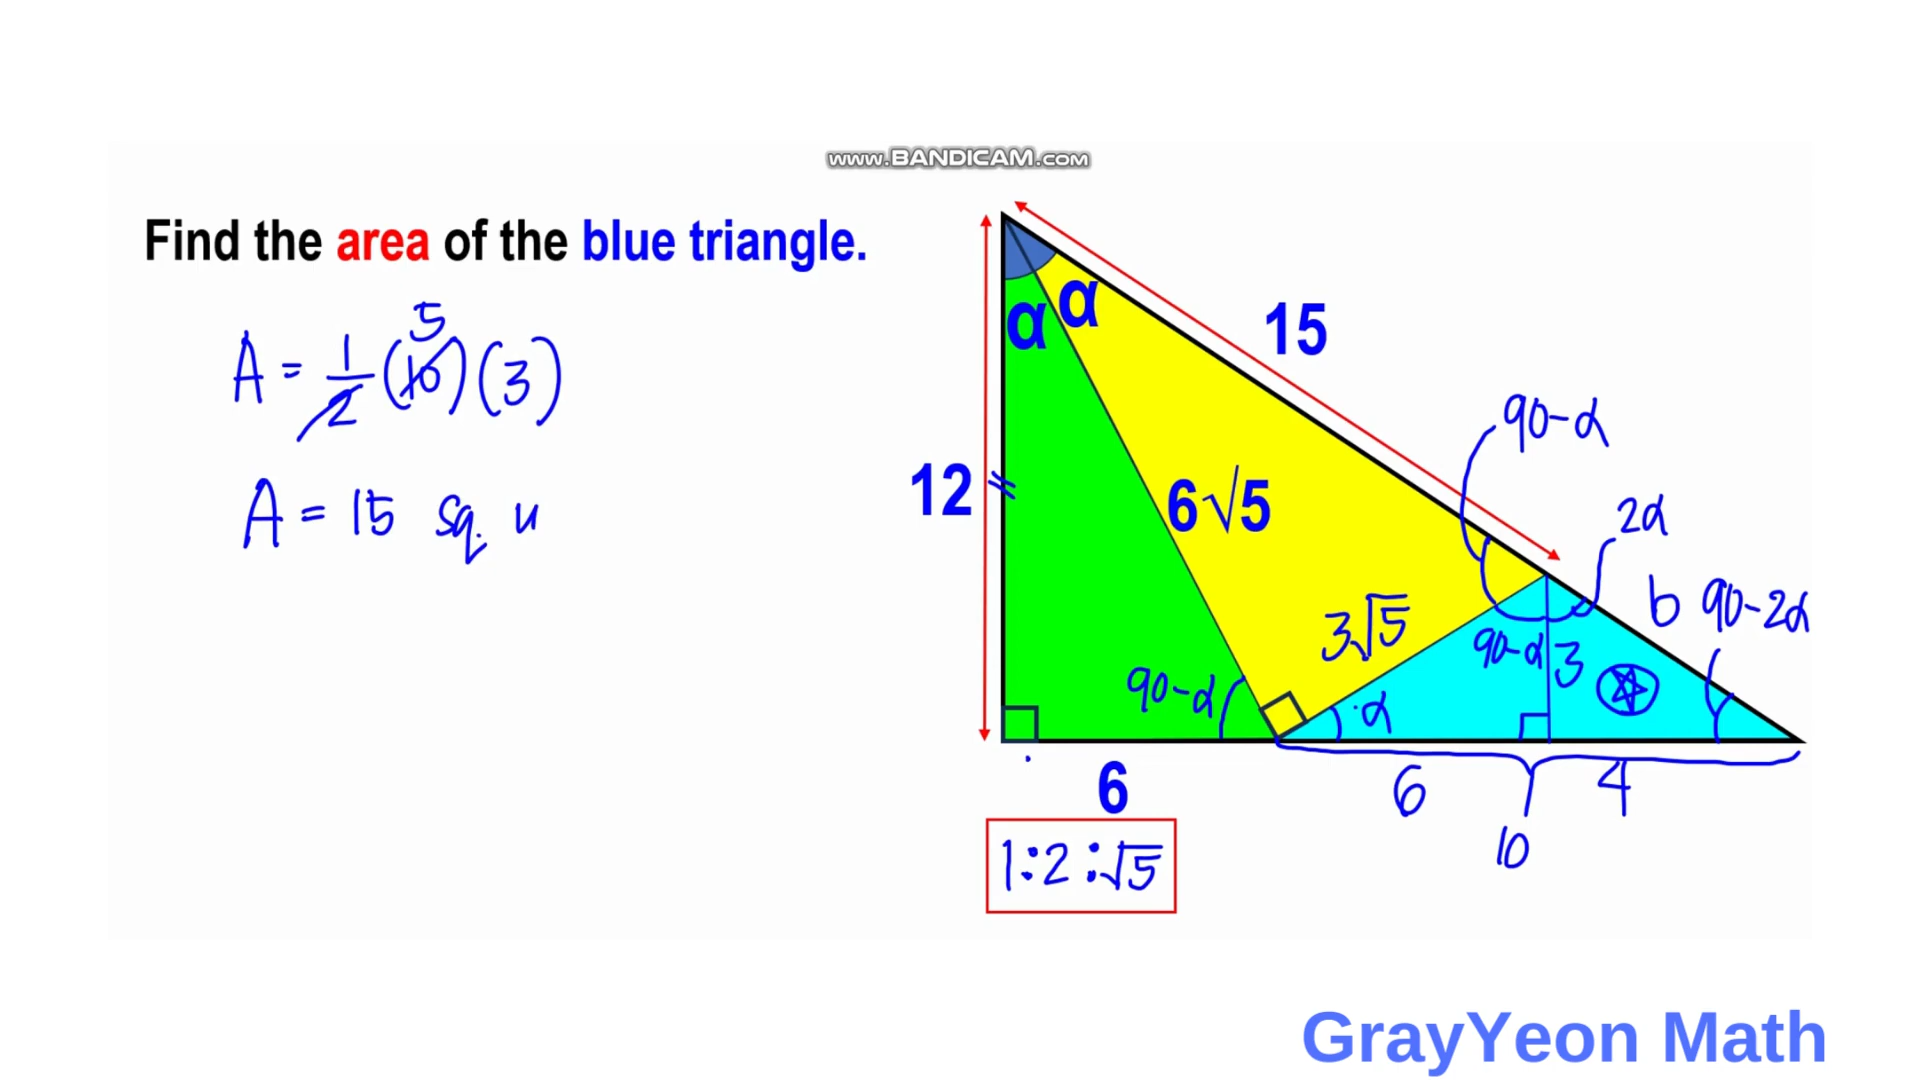 www.BANDICAM.com
Find the area of the blue triangle.
A = 1/2 (10) (3)
5
A = 15 sq. u
α α
15
12
6√5
90-α
2α
b 90-2α
3√5
90-α 3
90-α
α
6
6
4
10
1:2:√5
GrayYeon Math